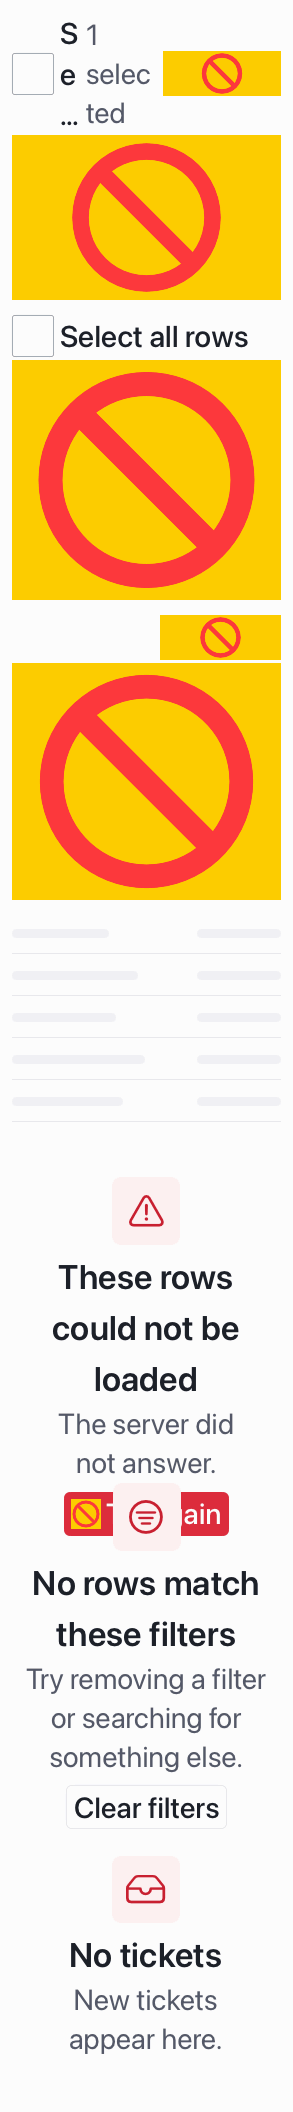 S 1
e selec
… ted
Select all rows
These rows
could not be
loaded
The server did
not answer.
No rows match
these filters
Try removing a filter
or searching for
something else.
Clear filters
No tickets
New tickets
appear here.